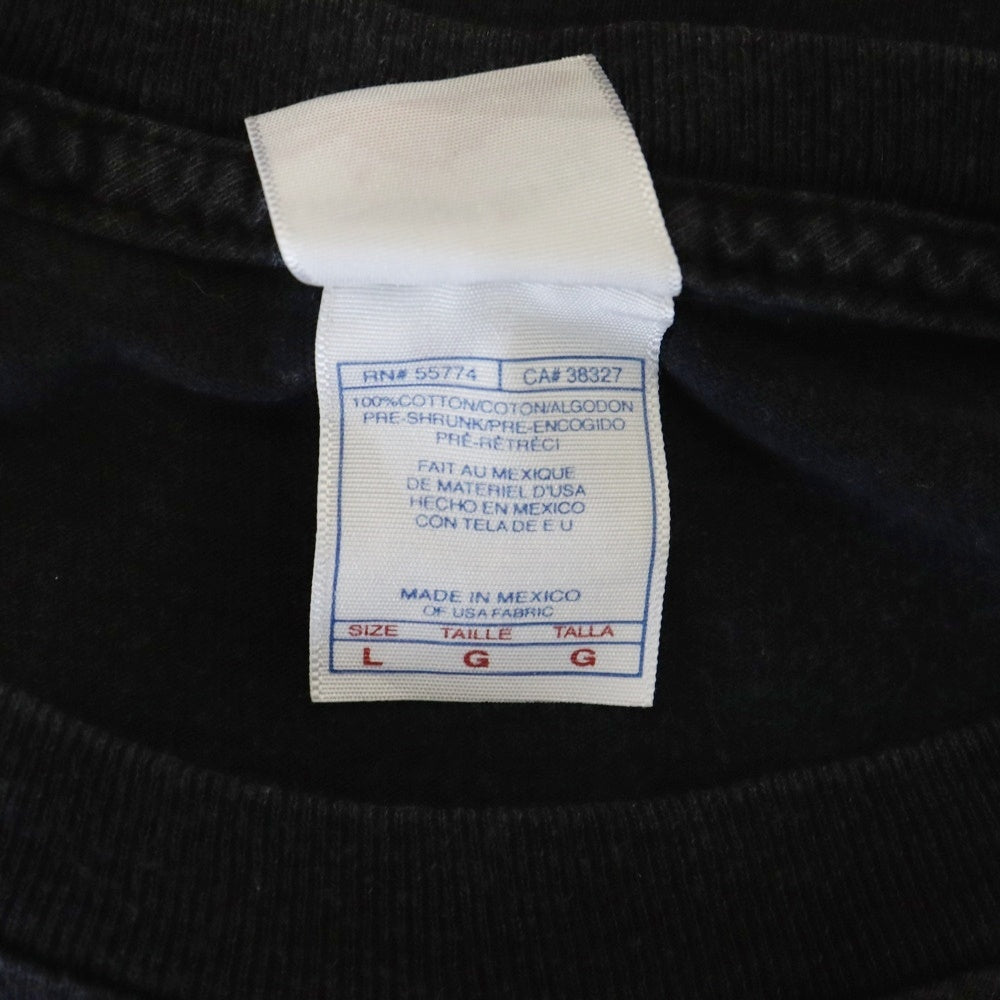 RN# 55774 CA# 38327
100%COTTON/COTON/ALGODON
PRE-SHRUNK/PRE-ENCOGIDO
PRÉ-RÉTRÉCI
FAIT AU MEXIQUE
DE MATERIEL D'USA
HECHO EN MEXICO
CON TELA DE E U
MADE IN MEXICO
OF USA FABRIC
SIZE TAILLE TALLA
L G G